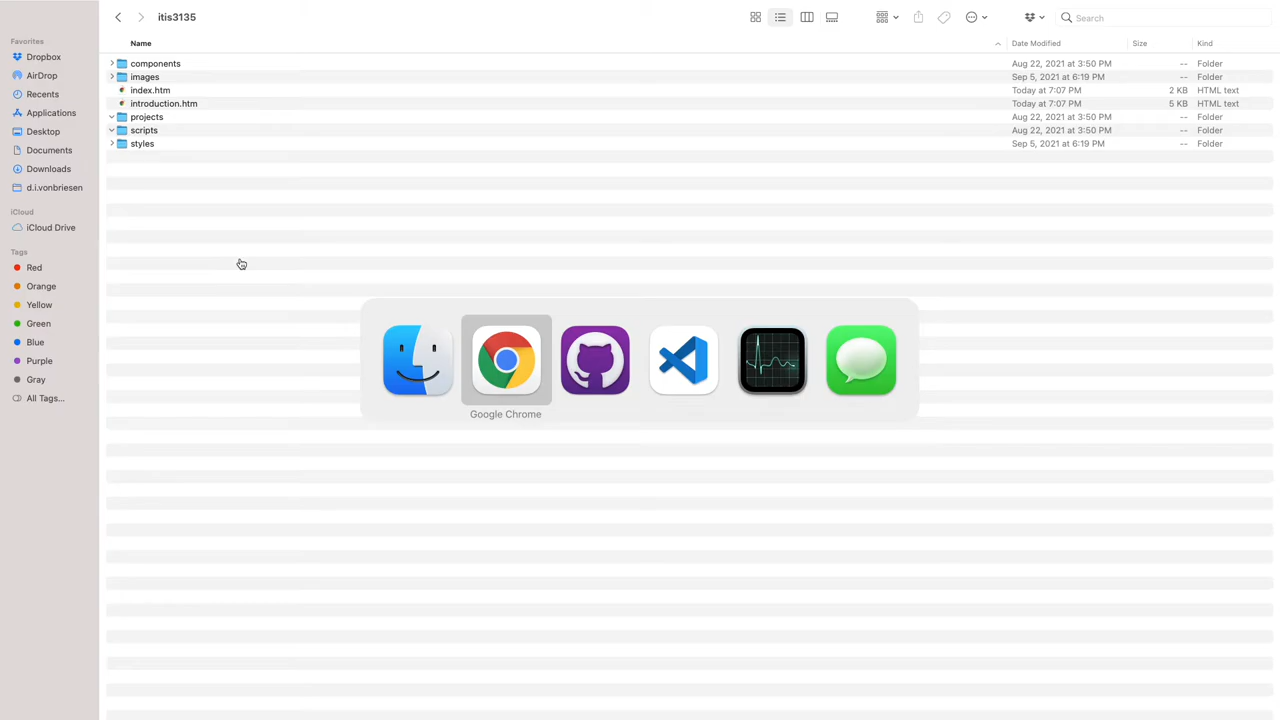 itis3135
Search
Favorites
Dropbox
AirDrop
Recents
Applications
Desktop
Documents
Downloads
d.i.vonbriesen
iCloud
iCloud Drive
Tags
Red
Orange
Yellow
Green
Blue
Purple
Gray
All Tags...
Name Date Modified Size Kind
components Aug 22, 2021 at 3:50 PM -- Folder
images Sep 5, 2021 at 6:19 PM -- Folder
index.htm Today at 7:07 PM 2 KB HTML text
introduction.htm Today at 7:07 PM 5 KB HTML text
projects Aug 22, 2021 at 3:50 PM -- Folder
scripts Aug 22, 2021 at 3:50 PM -- Folder
styles Sep 5, 2021 at 6:19 PM -- Folder
Google Chrome